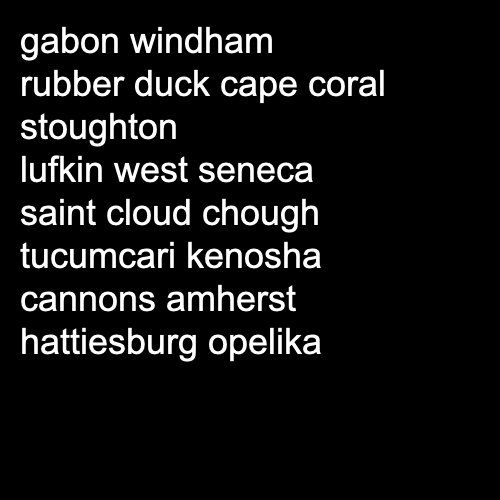 gabon windham
rubber duck cape coral
stoughton
lufkin west seneca
saint cloud chough
tucumcari kenosha
cannons amherst
hattiesburg opelika